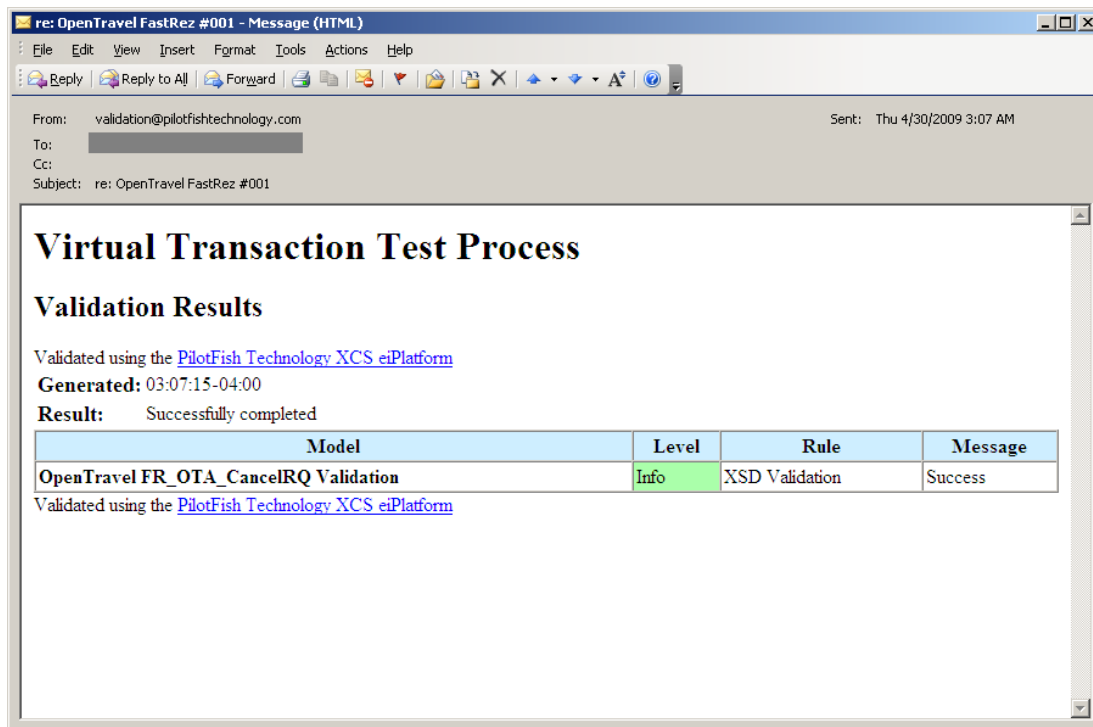 re: OpenTravel FastRez #001 - Message (HTML)
File Edit View Insert Format Tools Actions Help
Reply Reply to All Forward
From: validation@pilotfishtechnology.com Sent: Thu 4/30/2009 3:07 AM
To:
Cc:
Subject: re: OpenTravel FastRez #001
Virtual Transaction Test Process
Validation Results
Validated using the PilotFish Technology XCS eiPlatform
Generated: 03:07:15-04:00
Result: Successfully completed
Model Level Rule Message
OpenTravel FR_OTA_CancelRQ Validation Info XSD Validation Success
Validated using the PilotFish Technology XCS eiPlatform